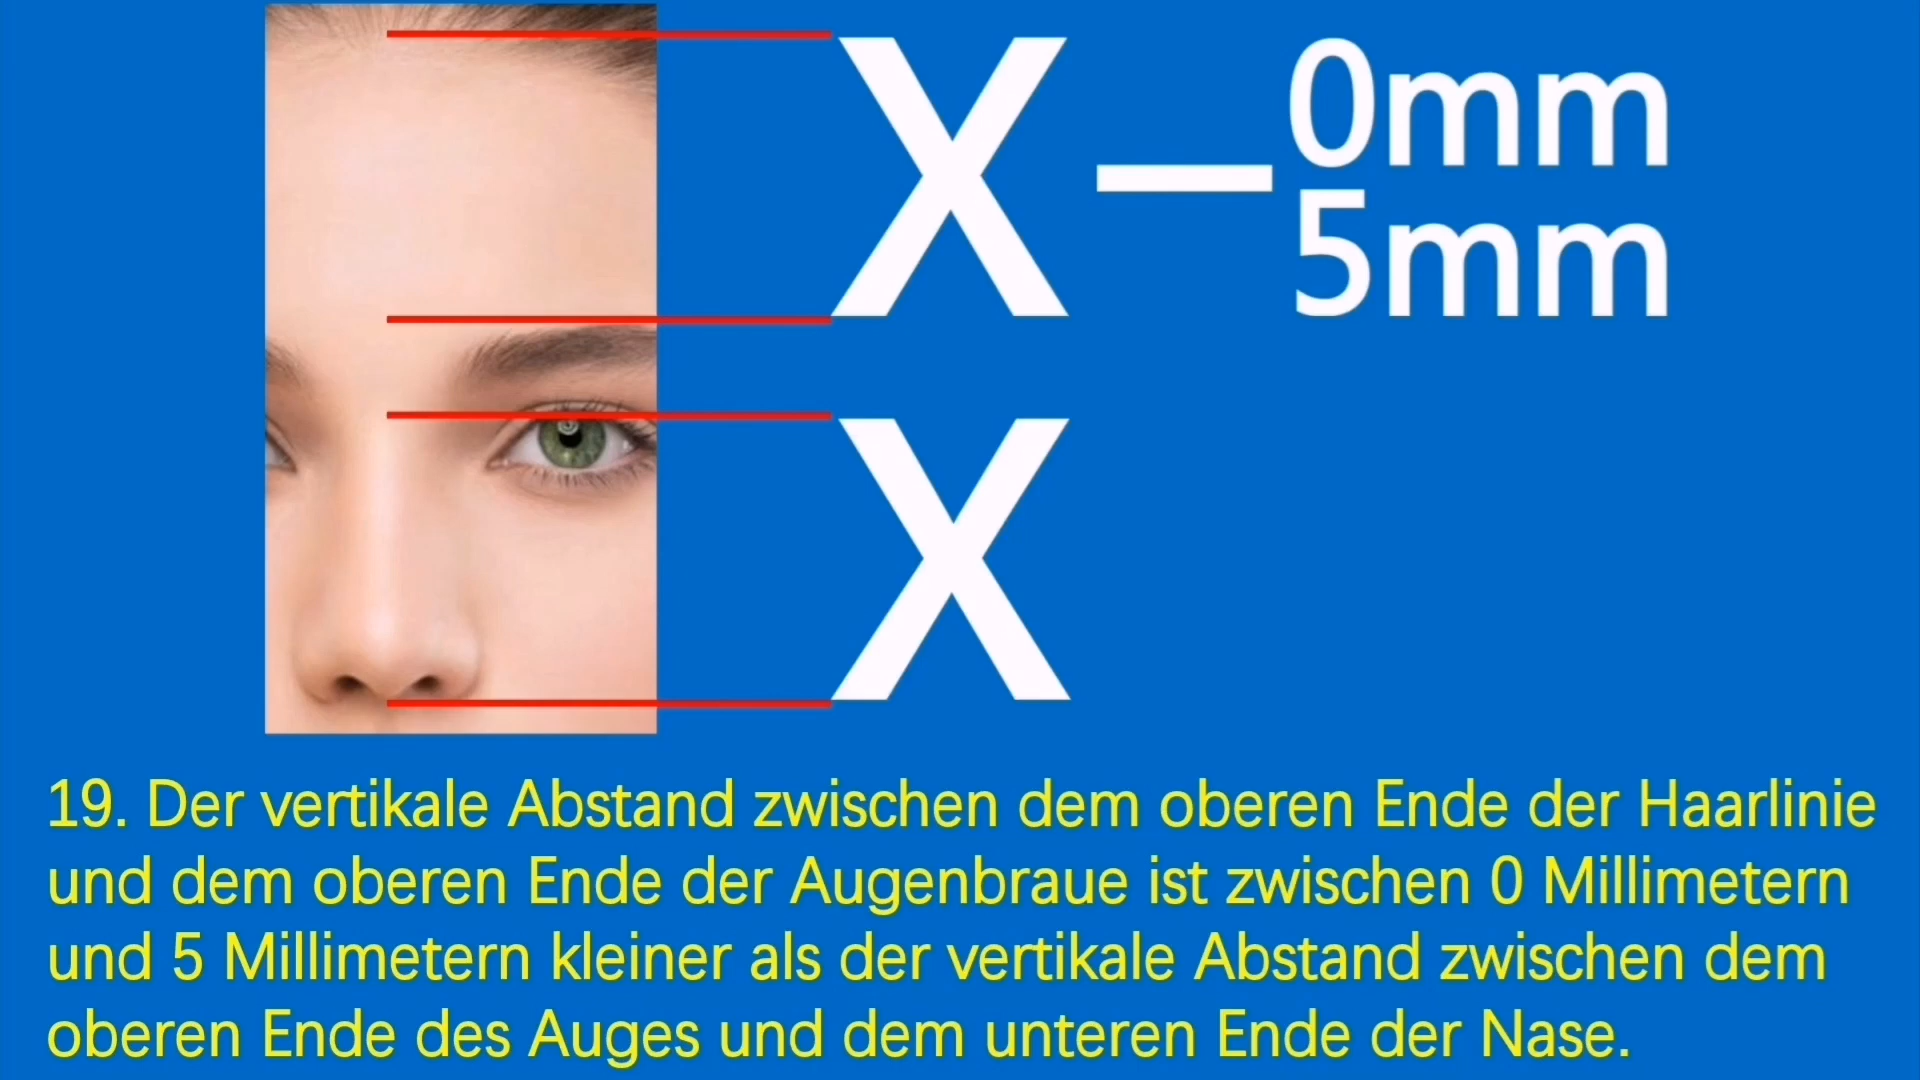 X — 0mm
5mm
X
19. Der vertikale Abstand zwischen dem oberen Ende der Haarlinie
und dem oberen Ende der Augenbraue ist zwischen 0 Millimetern
und 5 Millimetern kleiner als der vertikale Abstand zwischen dem
oberen Ende des Auges und dem unteren Ende der Nase.